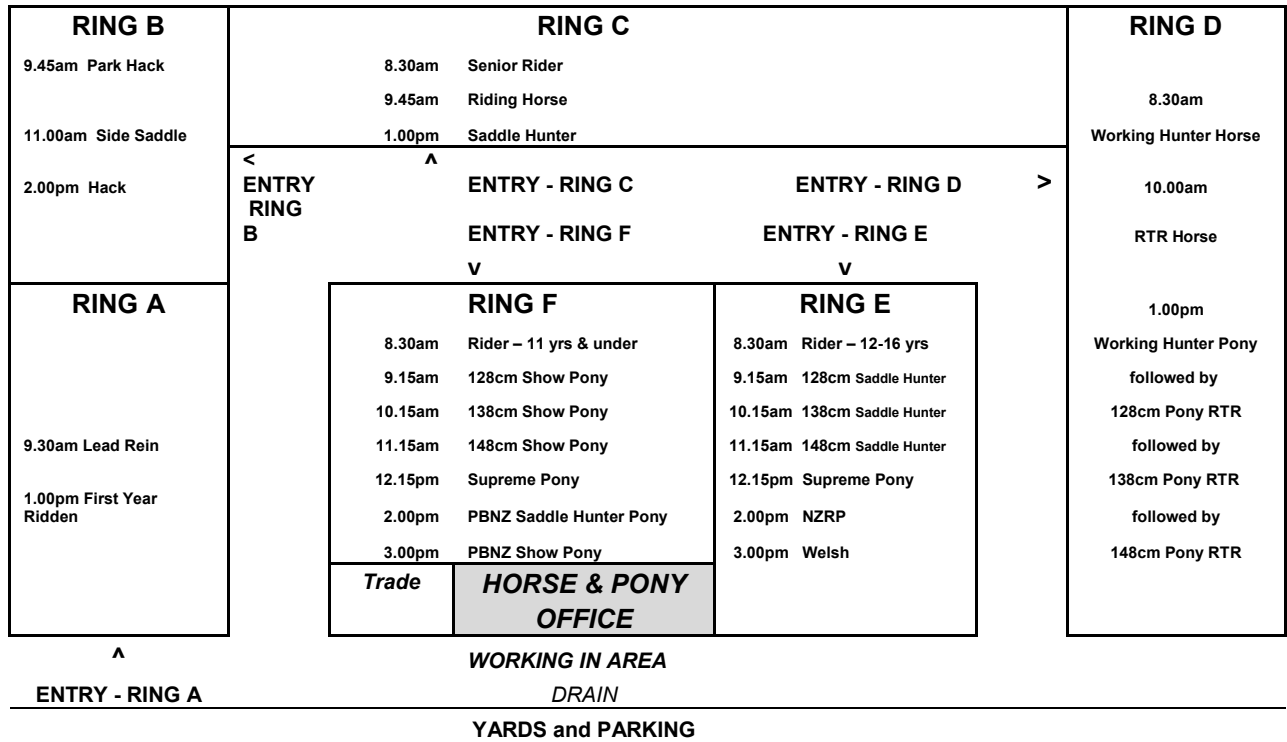 RING B
9.45am Park Hack
11.00am Side Saddle
2.00pm Hack
RING C
8.30am Senior Rider
9.45am Riding Horse
1.00pm Saddle Hunter
RING D
8.30am
Working Hunter Horse
10.00am
RTR Horse
1.00pm
Working Hunter Pony
followed by
128cm Pony RTR
followed by
138cm Pony RTR
followed by
148cm Pony RTR
< ^
ENTRY
RING
B
ENTRY - RING C
ENTRY - RING D >
ENTRY - RING F
v
ENTRY - RING E
v
RING A
9.30am Lead Rein
1.00pm First Year
Ridden
RING F
8.30am Rider – 11 yrs & under
9.15am 128cm Show Pony
10.15am 138cm Show Pony
11.15am 148cm Show Pony
12.15pm Supreme Pony
2.00pm PBNZ Saddle Hunter Pony
3.00pm PBNZ Show Pony
RING E
8.30am Rider – 12-16 yrs
9.15am 128cm Saddle Hunter
10.15am 138cm Saddle Hunter
11.15am 148cm Saddle Hunter
12.15pm Supreme Pony
2.00pm NZRP
3.00pm Welsh
Trade
HORSE & PONY
OFFICE
^
ENTRY - RING A
WORKING IN AREA
DRAIN
YARDS and PARKING